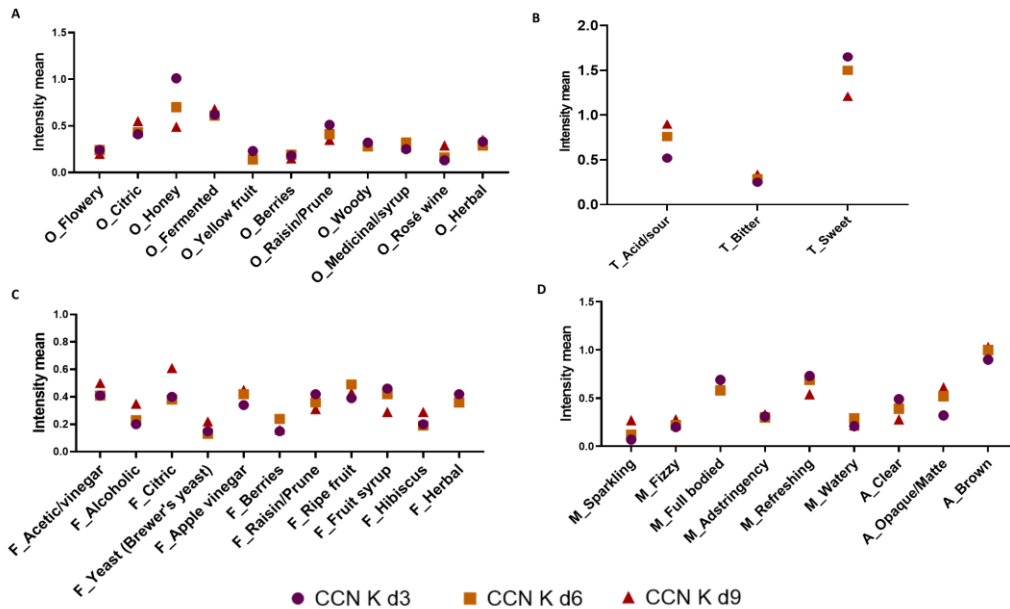 A
Intensity mean
1.5
1.0
0.5
0.0
O_Flowery
O_Citric
O_Honey
O_Fermented
O_Yellow fruit
O_Berries
O_Raisin/Prune
O_Woody
O_Medicinal/syrup
O_Rosé wine
O_Herbal
B
Intensity mean
2.0
1.5
1.0
0.5
0.0
T_Acid/sour
T_Bitter
T_Sweet
C
Intensity mean
1.0
0.8
0.6
0.4
0.2
0.0
F_Acetic/vinegar
F_Alcoholic
F_Citric
F_Yeast (Brewer's yeast)
F_Apple vinegar
F_Berries
F_Raisin/Prune
F_Ripe fruit
F_Fruit syrup
F_Hibiscus
F_Herbal
D
Intensity mean
1.5
1.0
0.5
0.0
M_Sparkling
M_Fizzy
M_Full bodied
M_Adstringency
M_Refreshing
M_Watery
A_Clear
A_Opaque/Matte
A_Brown
CCN K d3 CCN K d6 CCN K d9